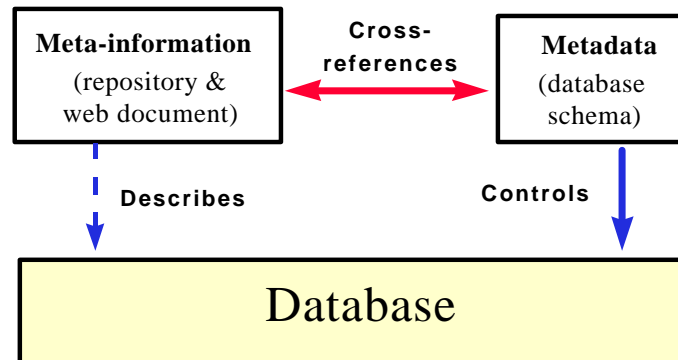 Meta-information
(repository &
web document)
Cross-
references
Metadata
(database
schema)
Describes
Controls
Database